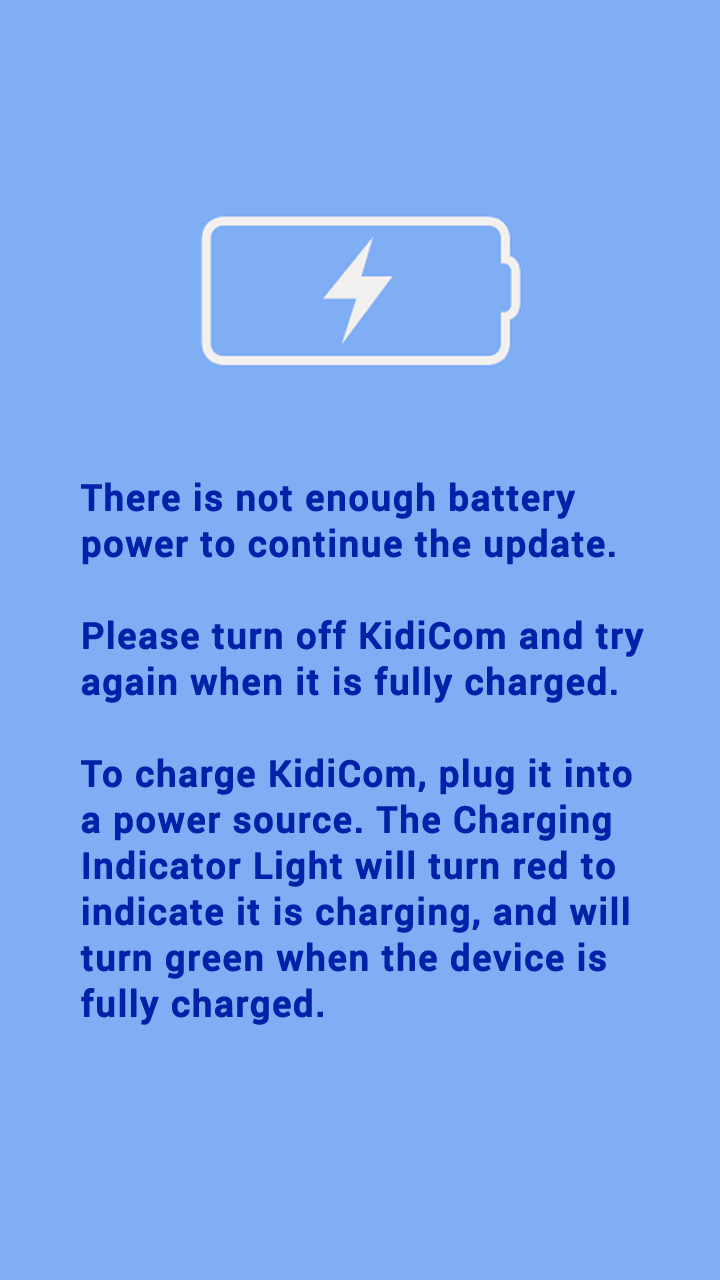 There is not enough battery
power to continue the update.
Please turn off KidiCom and try
again when it is fully charged.
To charge KidiCom, plug it into
a power source. The Charging
Indicator Light will turn red to
indicate it is charging, and will
turn green when the device is
fully charged.